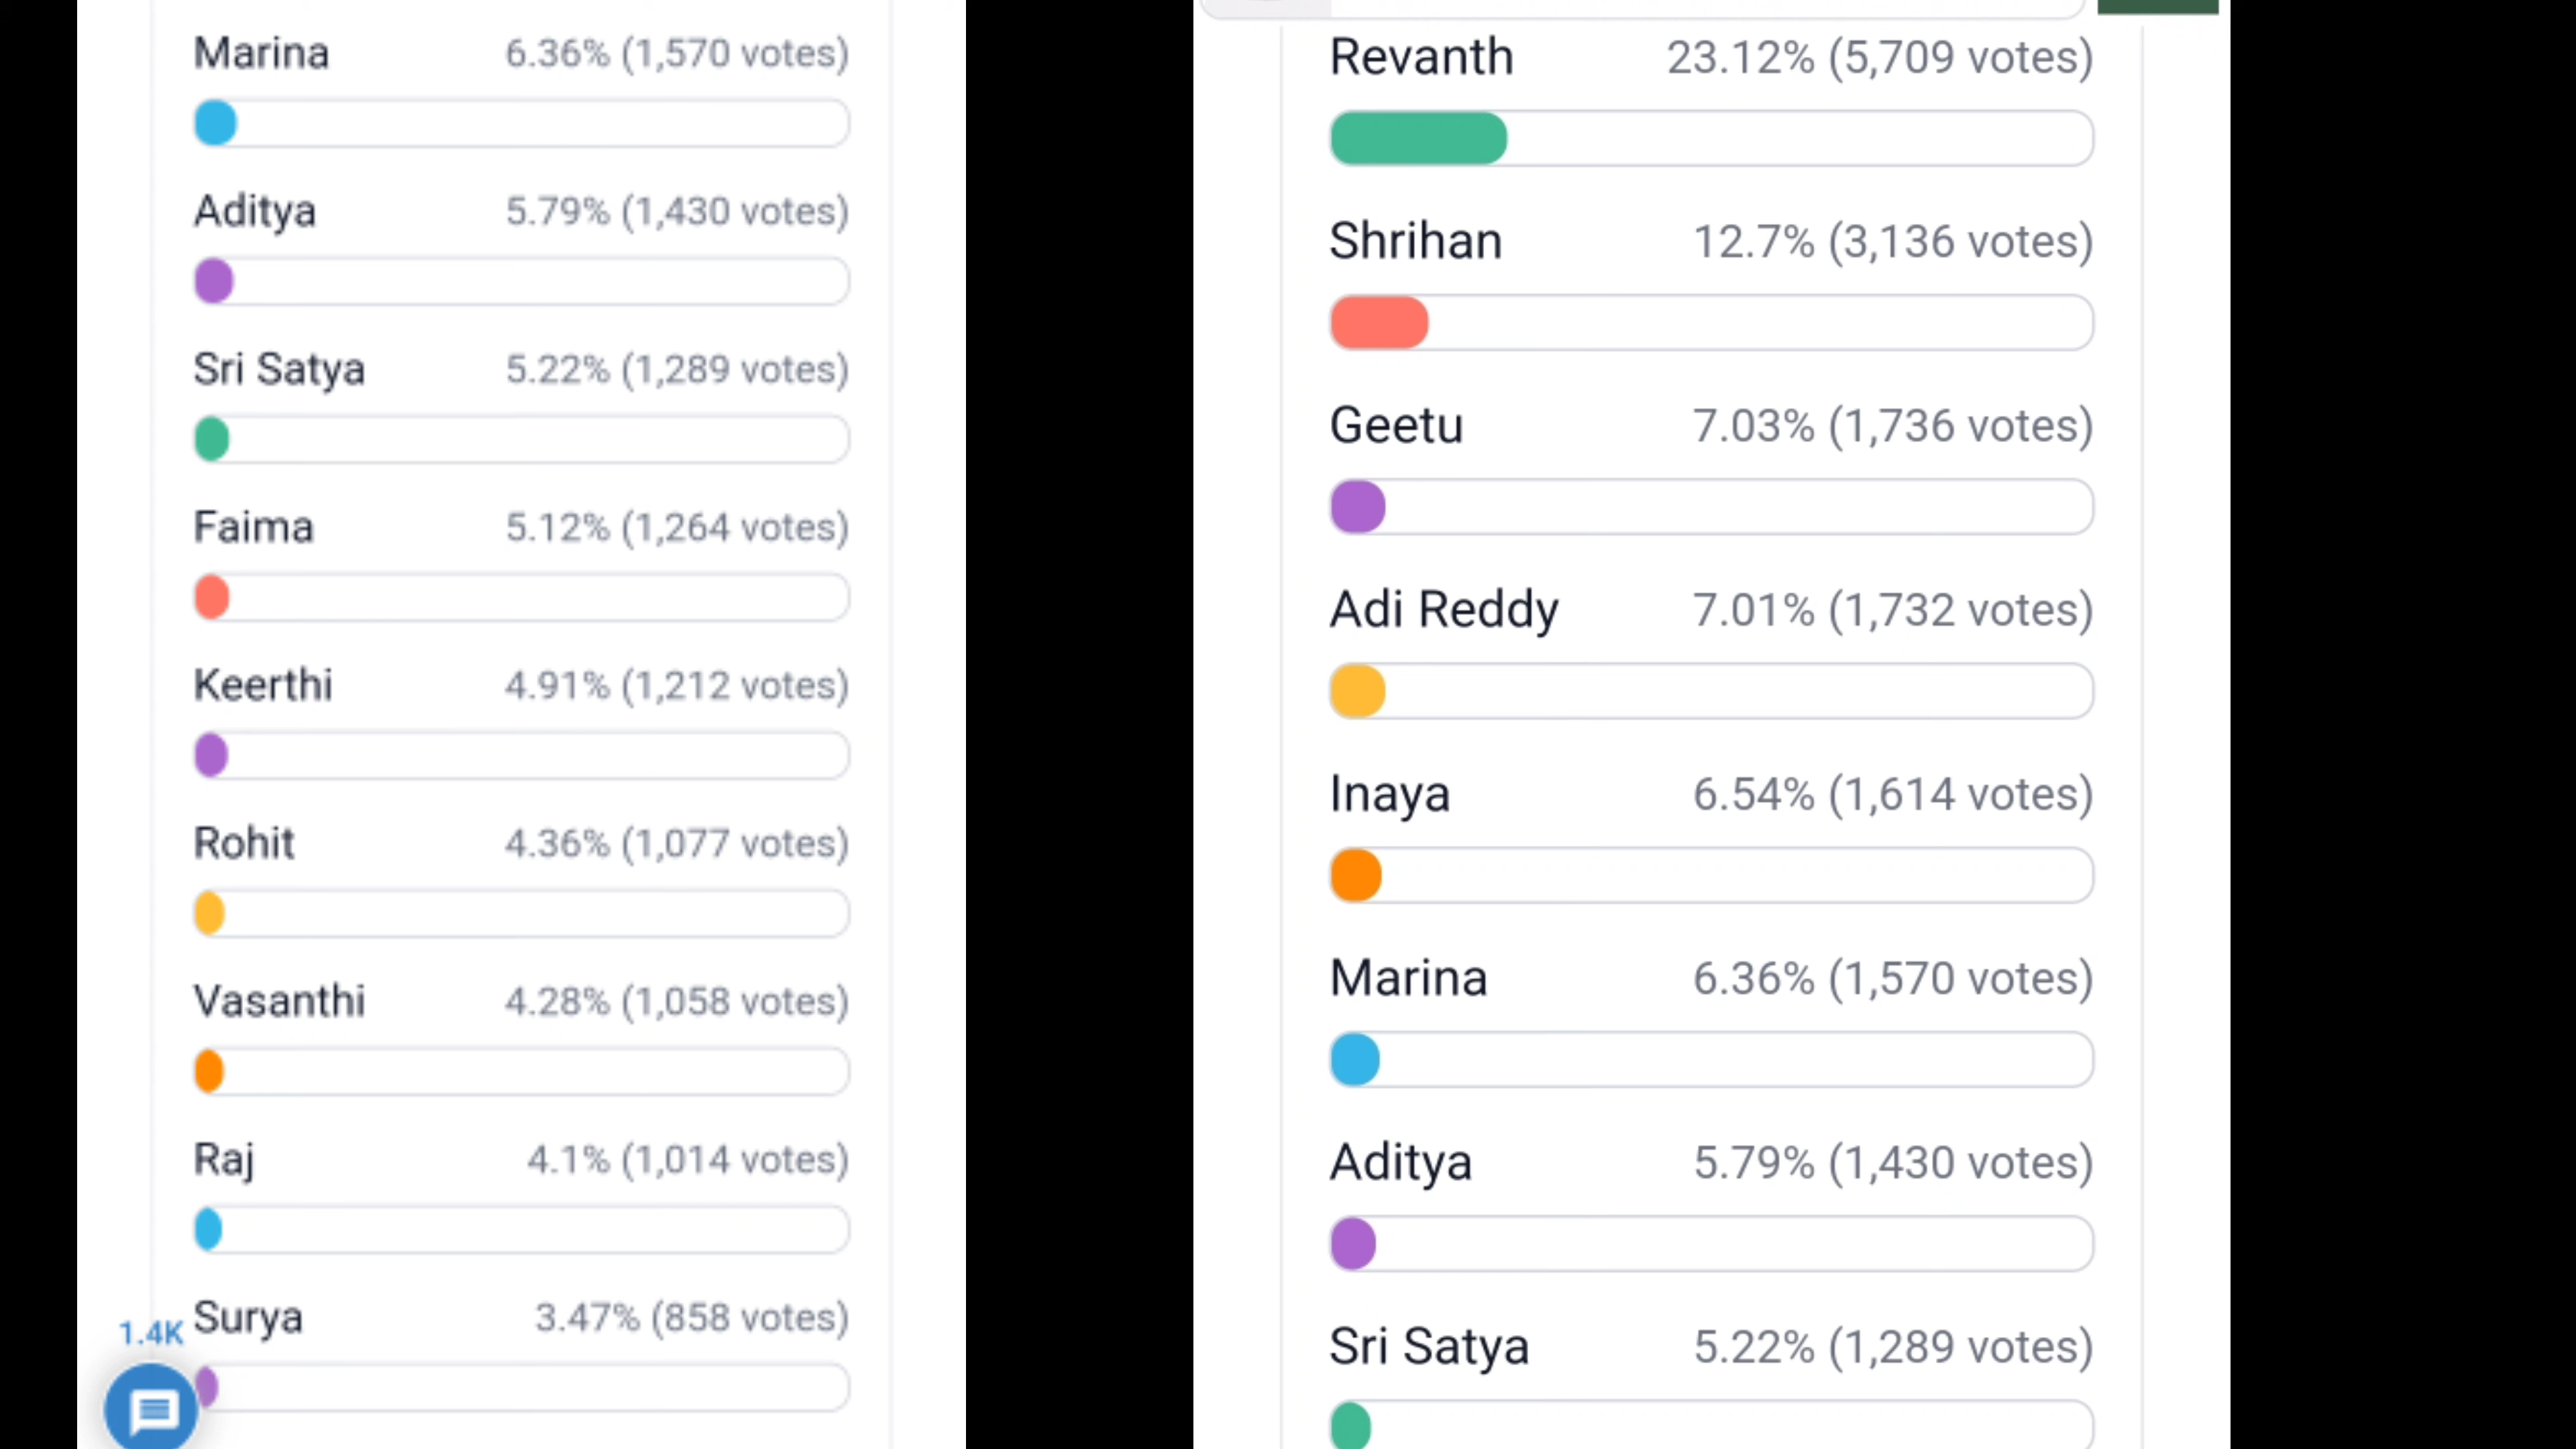 Marina 6.36% (1,570 votes)
Aditya 5.79% (1,430 votes)
Sri Satya 5.22% (1,289 votes)
Faima 5.12% (1,264 votes)
Keerthi 4.91% (1,212 votes)
Rohit 4.36% (1,077 votes)
Vasanthi 4.28% (1,058 votes)
Raj 4.1% (1,014 votes)
Surya 3.47% (858 votes)
1.4K
Revanth 23.12% (5,709 votes)
Shrihan 12.7% (3,136 votes)
Geetu 7.03% (1,736 votes)
Adi Reddy 7.01% (1,732 votes)
Inaya 6.54% (1,614 votes)
Marina 6.36% (1,570 votes)
Aditya 5.79% (1,430 votes)
Sri Satya 5.22% (1,289 votes)